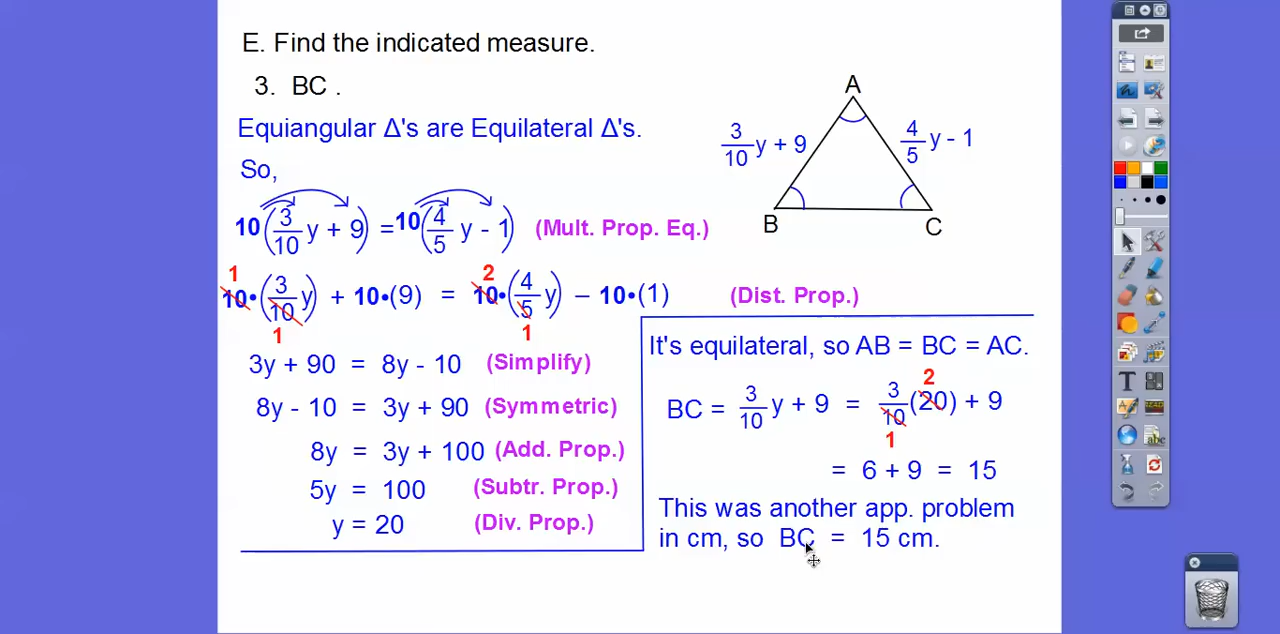 E. Find the indicated measure.
3. BC .
Equiangular Δ's are Equilateral Δ's.
So,
10(3/10 y + 9) = 10(4/5 y - 1) (Mult. Prop. Eq.)
1 2
10•(3/10 y) + 10•(9) = 10•(4/5 y) – 10•(1) (Dist. Prop.)
1 1
3y + 90 = 8y - 10 (Simplify)
8y - 10 = 3y + 90 (Symmetric)
8y = 3y + 100 (Add. Prop.)
5y = 100 (Subtr. Prop.)
y = 20 (Div. Prop.)
A
3/10 y + 9
4/5 y - 1
B
C
It's equilateral, so AB = BC = AC.
2
BC = 3/10 y + 9 = 3/10 (20) + 9
1
= 6 + 9 = 15
This was another app. problem
in cm, so BC = 15 cm.